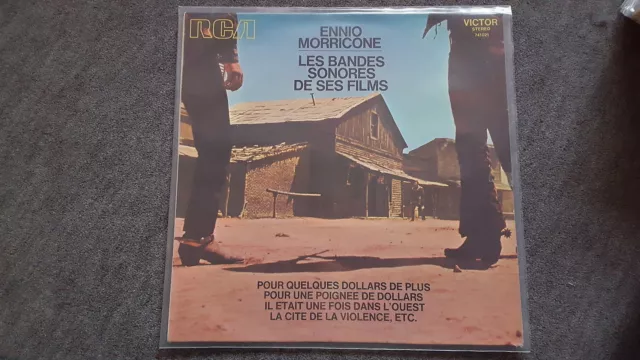 RCA
ENNIO
MORRICONE
LES BANDES
SONORES
DE SES FILMS
VICTOR
STEREO
POUR QUELQUES DOLLARS DE PLUS
POUR UNE POIGNEE DE DOLLARS
IL ETAIT UNE FOIS DANS L'OUEST
LA CITE DE LA VIOLENCE, ETC.